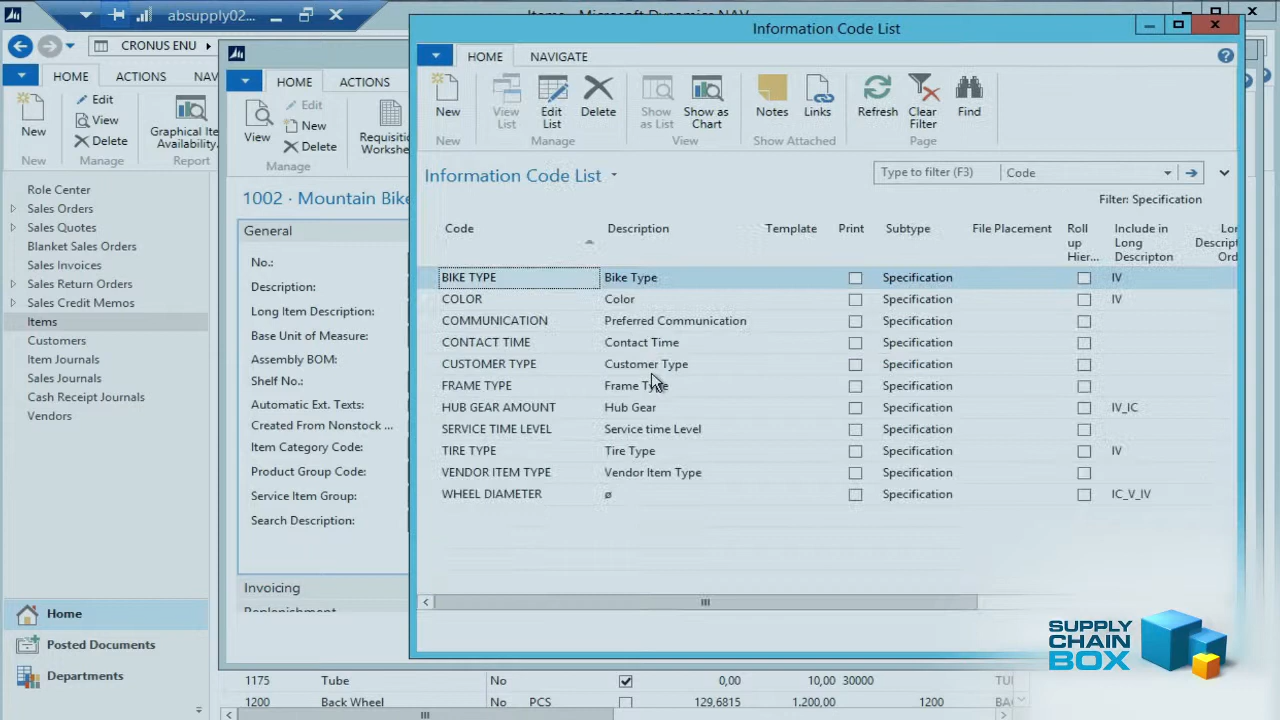 absupply02...
Items - Microsoft Dynamics NAV
CRONUS ENU
HOME
ACTIONS
NAV
New
Edit
View
Delete
Graphical Ite
Availability.
New
Manage
Report
Role Center
Sales Orders
Sales Quotes
Blanket Sales Orders
Sales Invoices
Sales Return Orders
Sales Credit Memos
Items
Customers
Item Journals
Sales Journals
Cash Receipt Journals
Vendors
Home
Posted Documents
Departments
HOME
ACTIONS
View
Edit
New
Delete
Requisition
Workshe
Manage
1002 · Mountain Bike
General
No.:
Description:
Long Item Description:
Base Unit of Measure:
Assembly BOM:
Shelf No.:
Automatic Ext. Texts:
Created From Nonstock ...
Item Category Code:
Product Group Code:
Service Item Group:
Search Description:
Invoicing
Replenishment
Information Code List
HOME
NAVIGATE
New
View
List
Edit
List
Delete
Show
as List
Show as
Chart
Notes
Links
Refresh
Clear
Filter
Find
New
Manage
View
Show Attached
Page
Information Code List
Type to filter (F3)
Code
Filter: Specification
Code Description Template Print Subtype File Placement Roll up Hier... Include in Long Descripton Lor Descript Ord
BIKE TYPE Bike Type Specification IV
COLOR Color Specification IV
COMMUNICATION Preferred Communication Specification
CONTACT TIME Contact Time Specification
CUSTOMER TYPE Customer Type Specification
FRAME TYPE Frame Type Specification
HUB GEAR AMOUNT Hub Gear Specification IV_IC
SERVICE TIME LEVEL Service time Level Specification
TIRE TYPE Tire Type Specification IV
VENDOR ITEM TYPE Vendor Item Type Specification
WHEEL DIAMETER ø Specification IC_V_IV
SUPPLY
CHAIN
BOX
1175 Tube No 0,00 10,00 30000 TU
1200 Back Wheel No PCS 129,6815 1.200,00 1200 BA